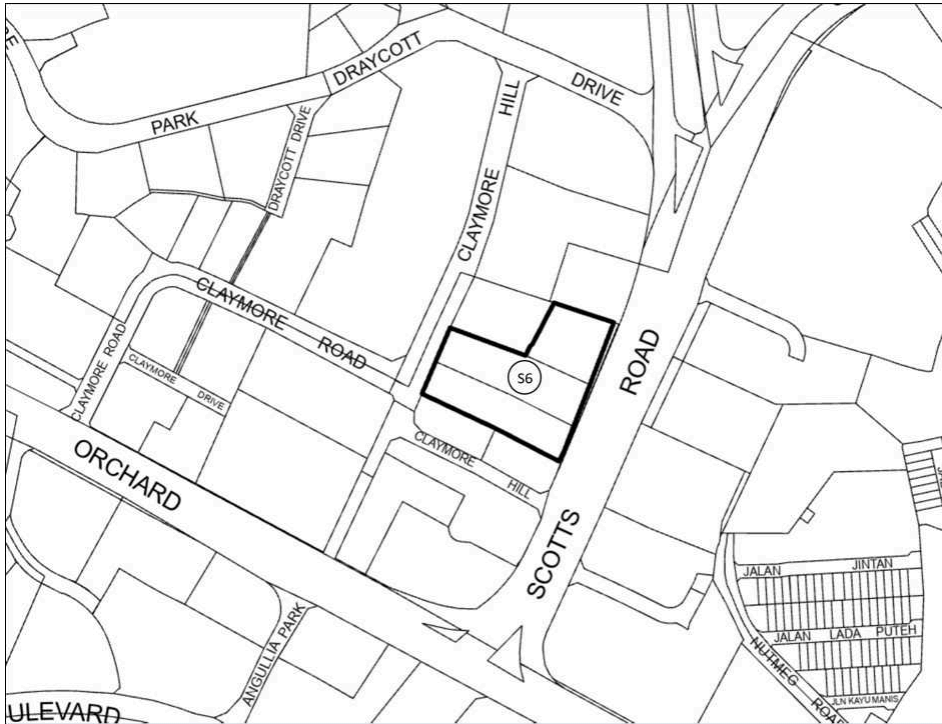 DRAYCOTT
DRIVE
PARK
DRAYCOTT DRIVE
HILL
CLAYMORE
CLAYMORE
ROAD
CLAYMORE ROAD
CLAYMORE
DRIVE
S6
ROAD
CLAYMORE
HILL
ORCHARD
SCOTTS
ANGULLIA PARK
ULEVARD
JALAN JINTAN
JALAN LADA PUTEH
NUTMEG ROAD
JLN KAYU MANIS